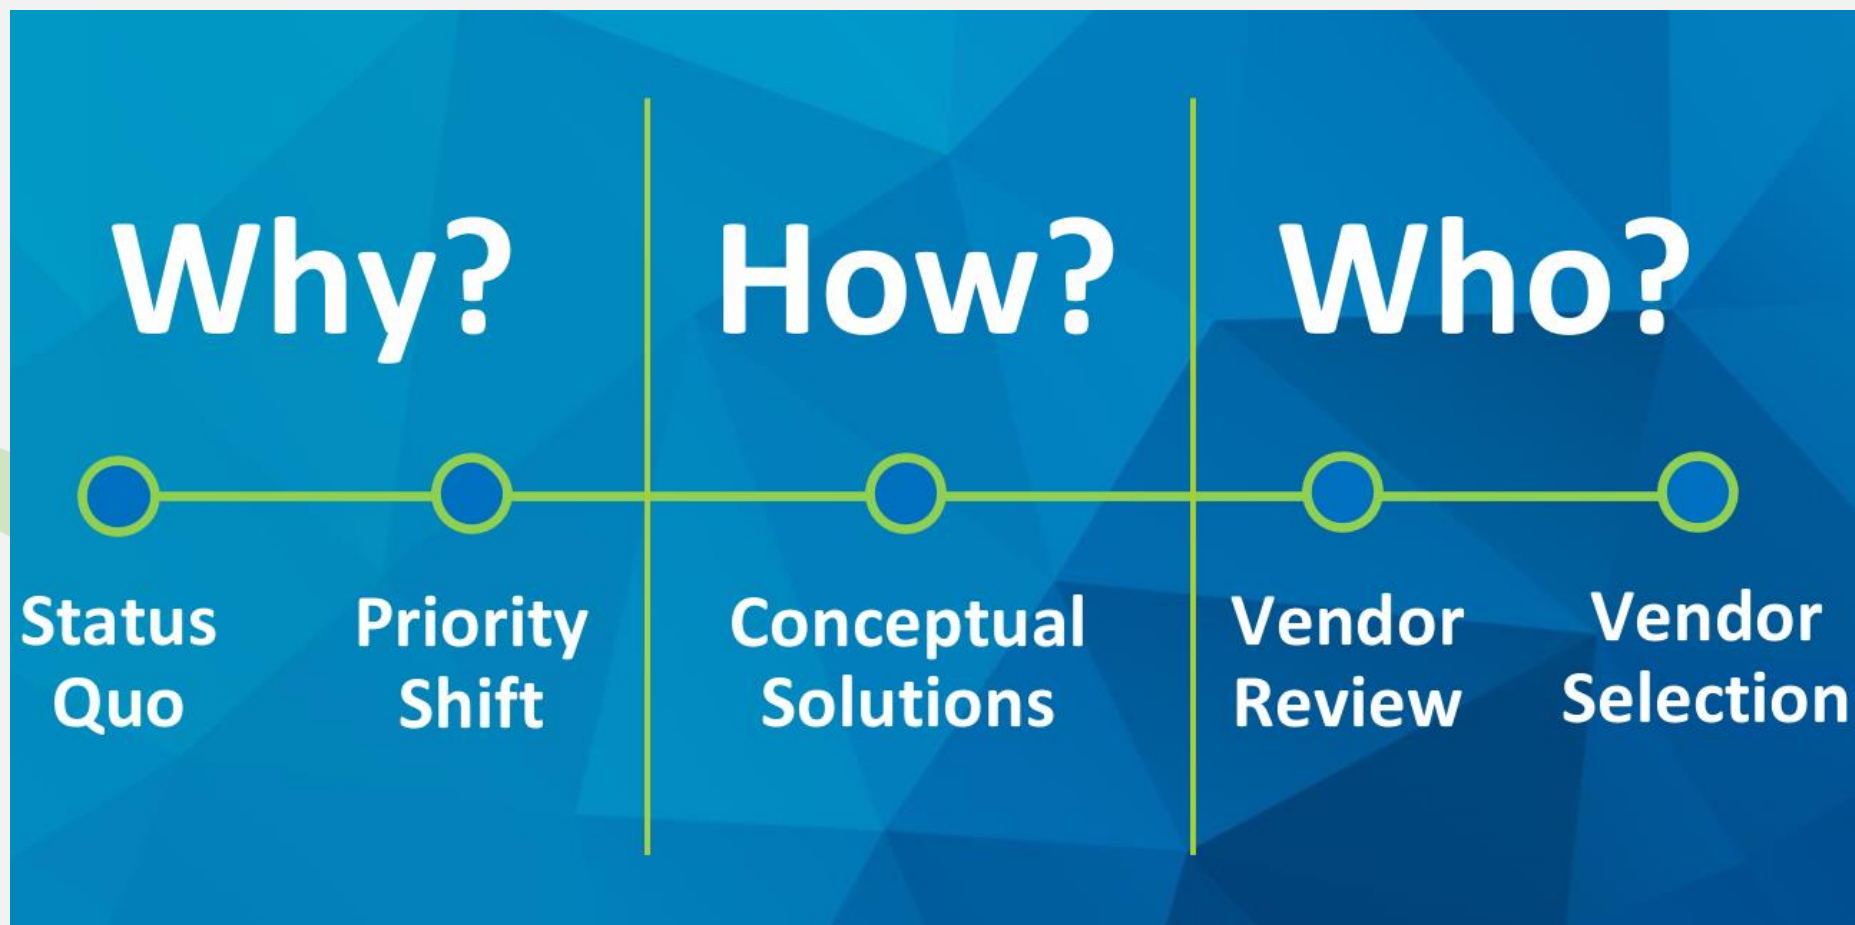 Why?
How?
Who?
Status
Quo
Priority
Shift
Conceptual
Solutions
Vendor
Review
Vendor
Selection